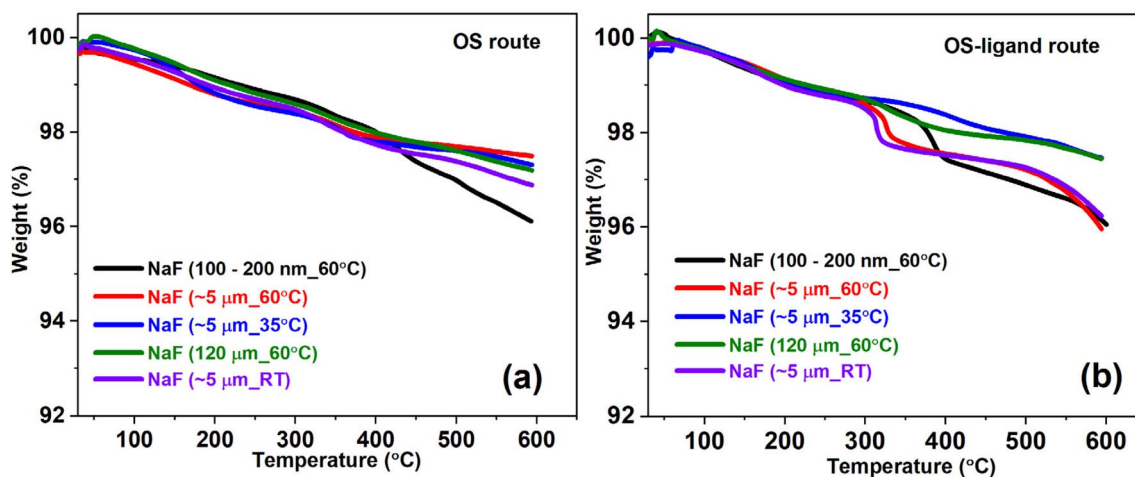 OS route
100
98
96
94
92
Weight (%)
NaF (100 - 200 nm_60°C)
NaF (~5 μm_60°C)
NaF (~5 μm_35°C)
NaF (120 μm_60°C)
NaF (~5 μm_RT)
(a)
100 200 300 400 500 600
Temperature (°C)
OS-ligand route
100
98
96
94
92
Weight (%)
NaF (100 - 200 nm_60°C)
NaF (~5 μm_60°C)
NaF (~5 μm_35°C)
NaF (120 μm_60°C)
NaF (~5 μm_RT)
(b)
100 200 300 400 500 600
Temperature (°C)